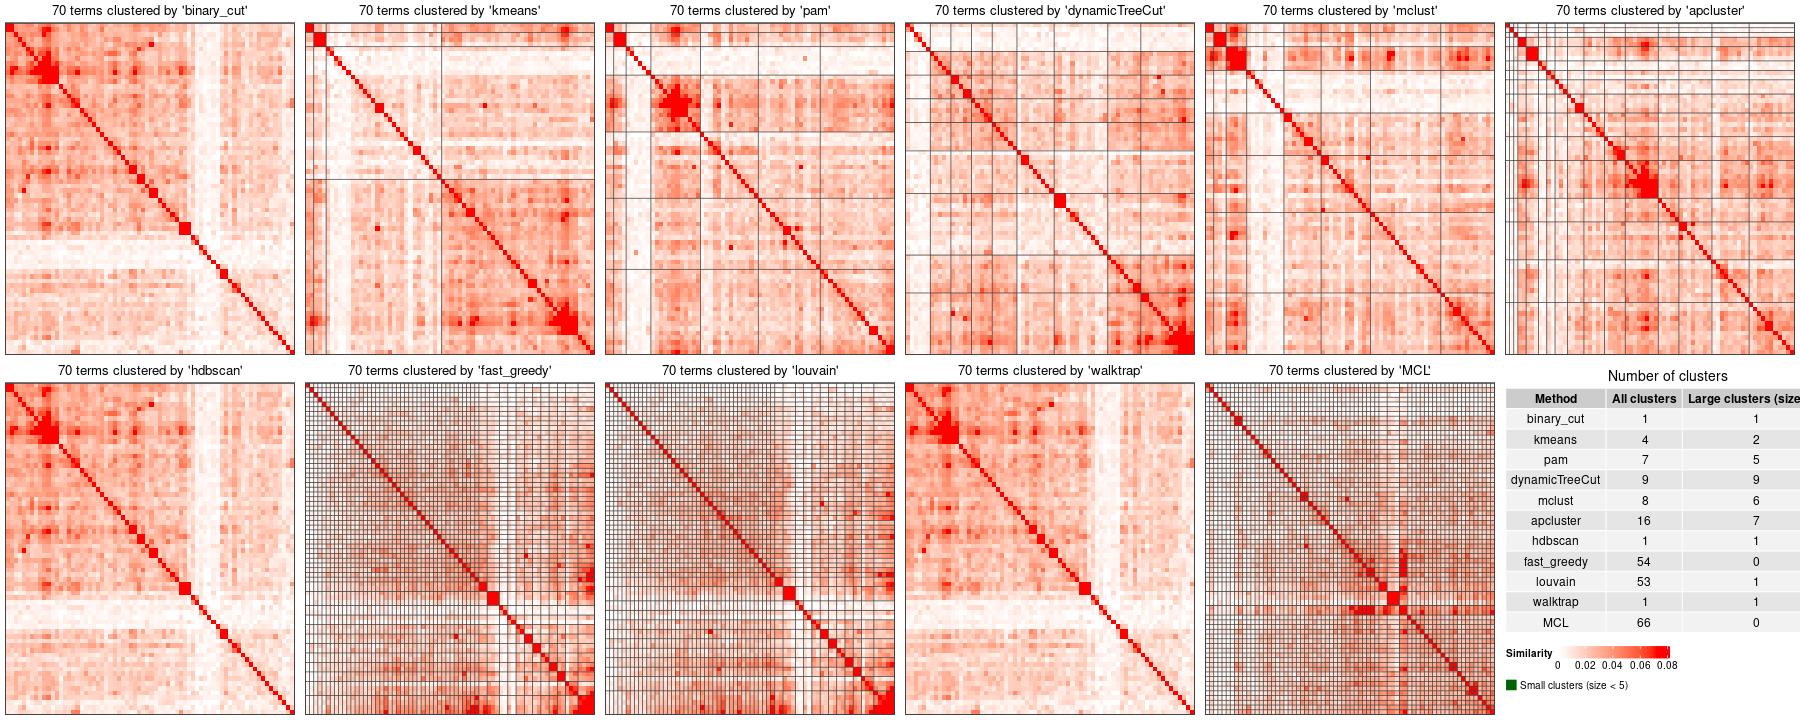 70 terms clustered by 'binary_cut'
70 terms clustered by 'kmeans'
70 terms clustered by 'pam'
70 terms clustered by 'dynamicTreeCut'
70 terms clustered by 'mclust'
70 terms clustered by 'apcluster'
70 terms clustered by 'hdbscan'
70 terms clustered by 'fast_greedy'
70 terms clustered by 'louvain'
70 terms clustered by 'walktrap'
70 terms clustered by 'MCL'
Number of clusters
Method All clusters Large clusters (size
binary_cut 1 1
kmeans 4 2
pam 7 5
dynamicTreeCut 9 9
mclust 8 6
apcluster 16 7
hdbscan 1 1
fast_greedy 54 0
louvain 53 1
walktrap 1 1
MCL 66 0
Similarity
0 0.02 0.04 0.06 0.08
Small clusters (size < 5)